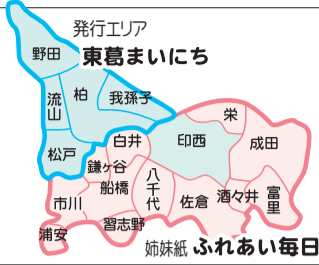 発行エリア
東葛まいにち
野田
流山
柏
我孫子
松戸
白井
印西
栄
成田
鎌ヶ谷
船橋
八千代
佐倉
酒々井
富里
市川
習志野
浦安
姉妹紙 ふれあい毎日